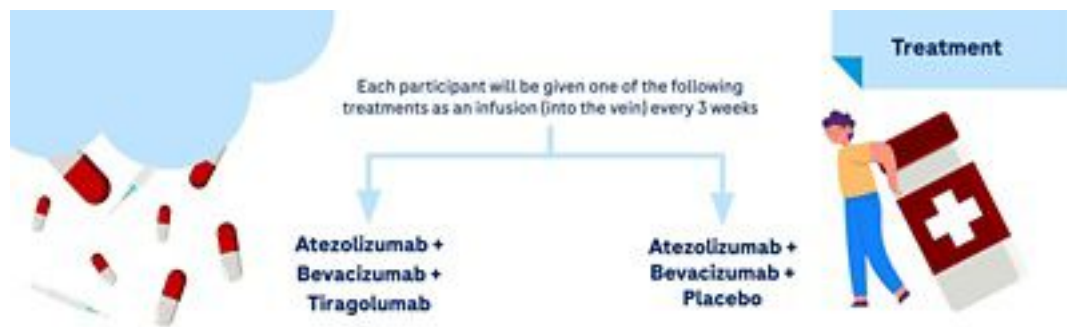 Treatment
Each participant will be given one of the following
treatments as an infusion (into the vein) every 3 weeks
Atezolizumab +
Bevacizumab +
Tiragolumab
Atezolizumab +
Bevacizumab +
Placebo